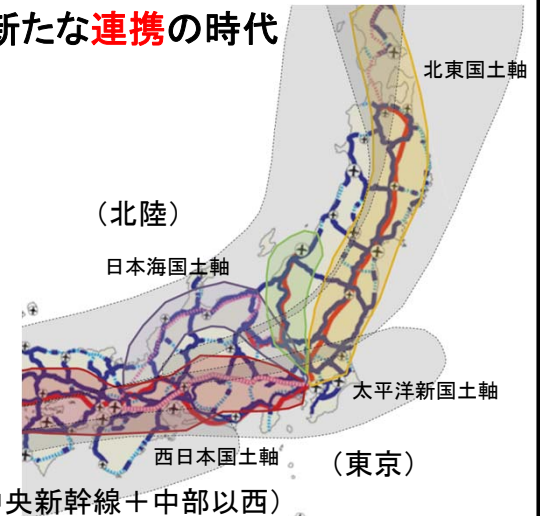 新たな連携の時代
北東国土軸
（北陸）
日本海国土軸
太平洋新国土軸
西日本国土軸
（東京）
央新幹線＋中部以西）